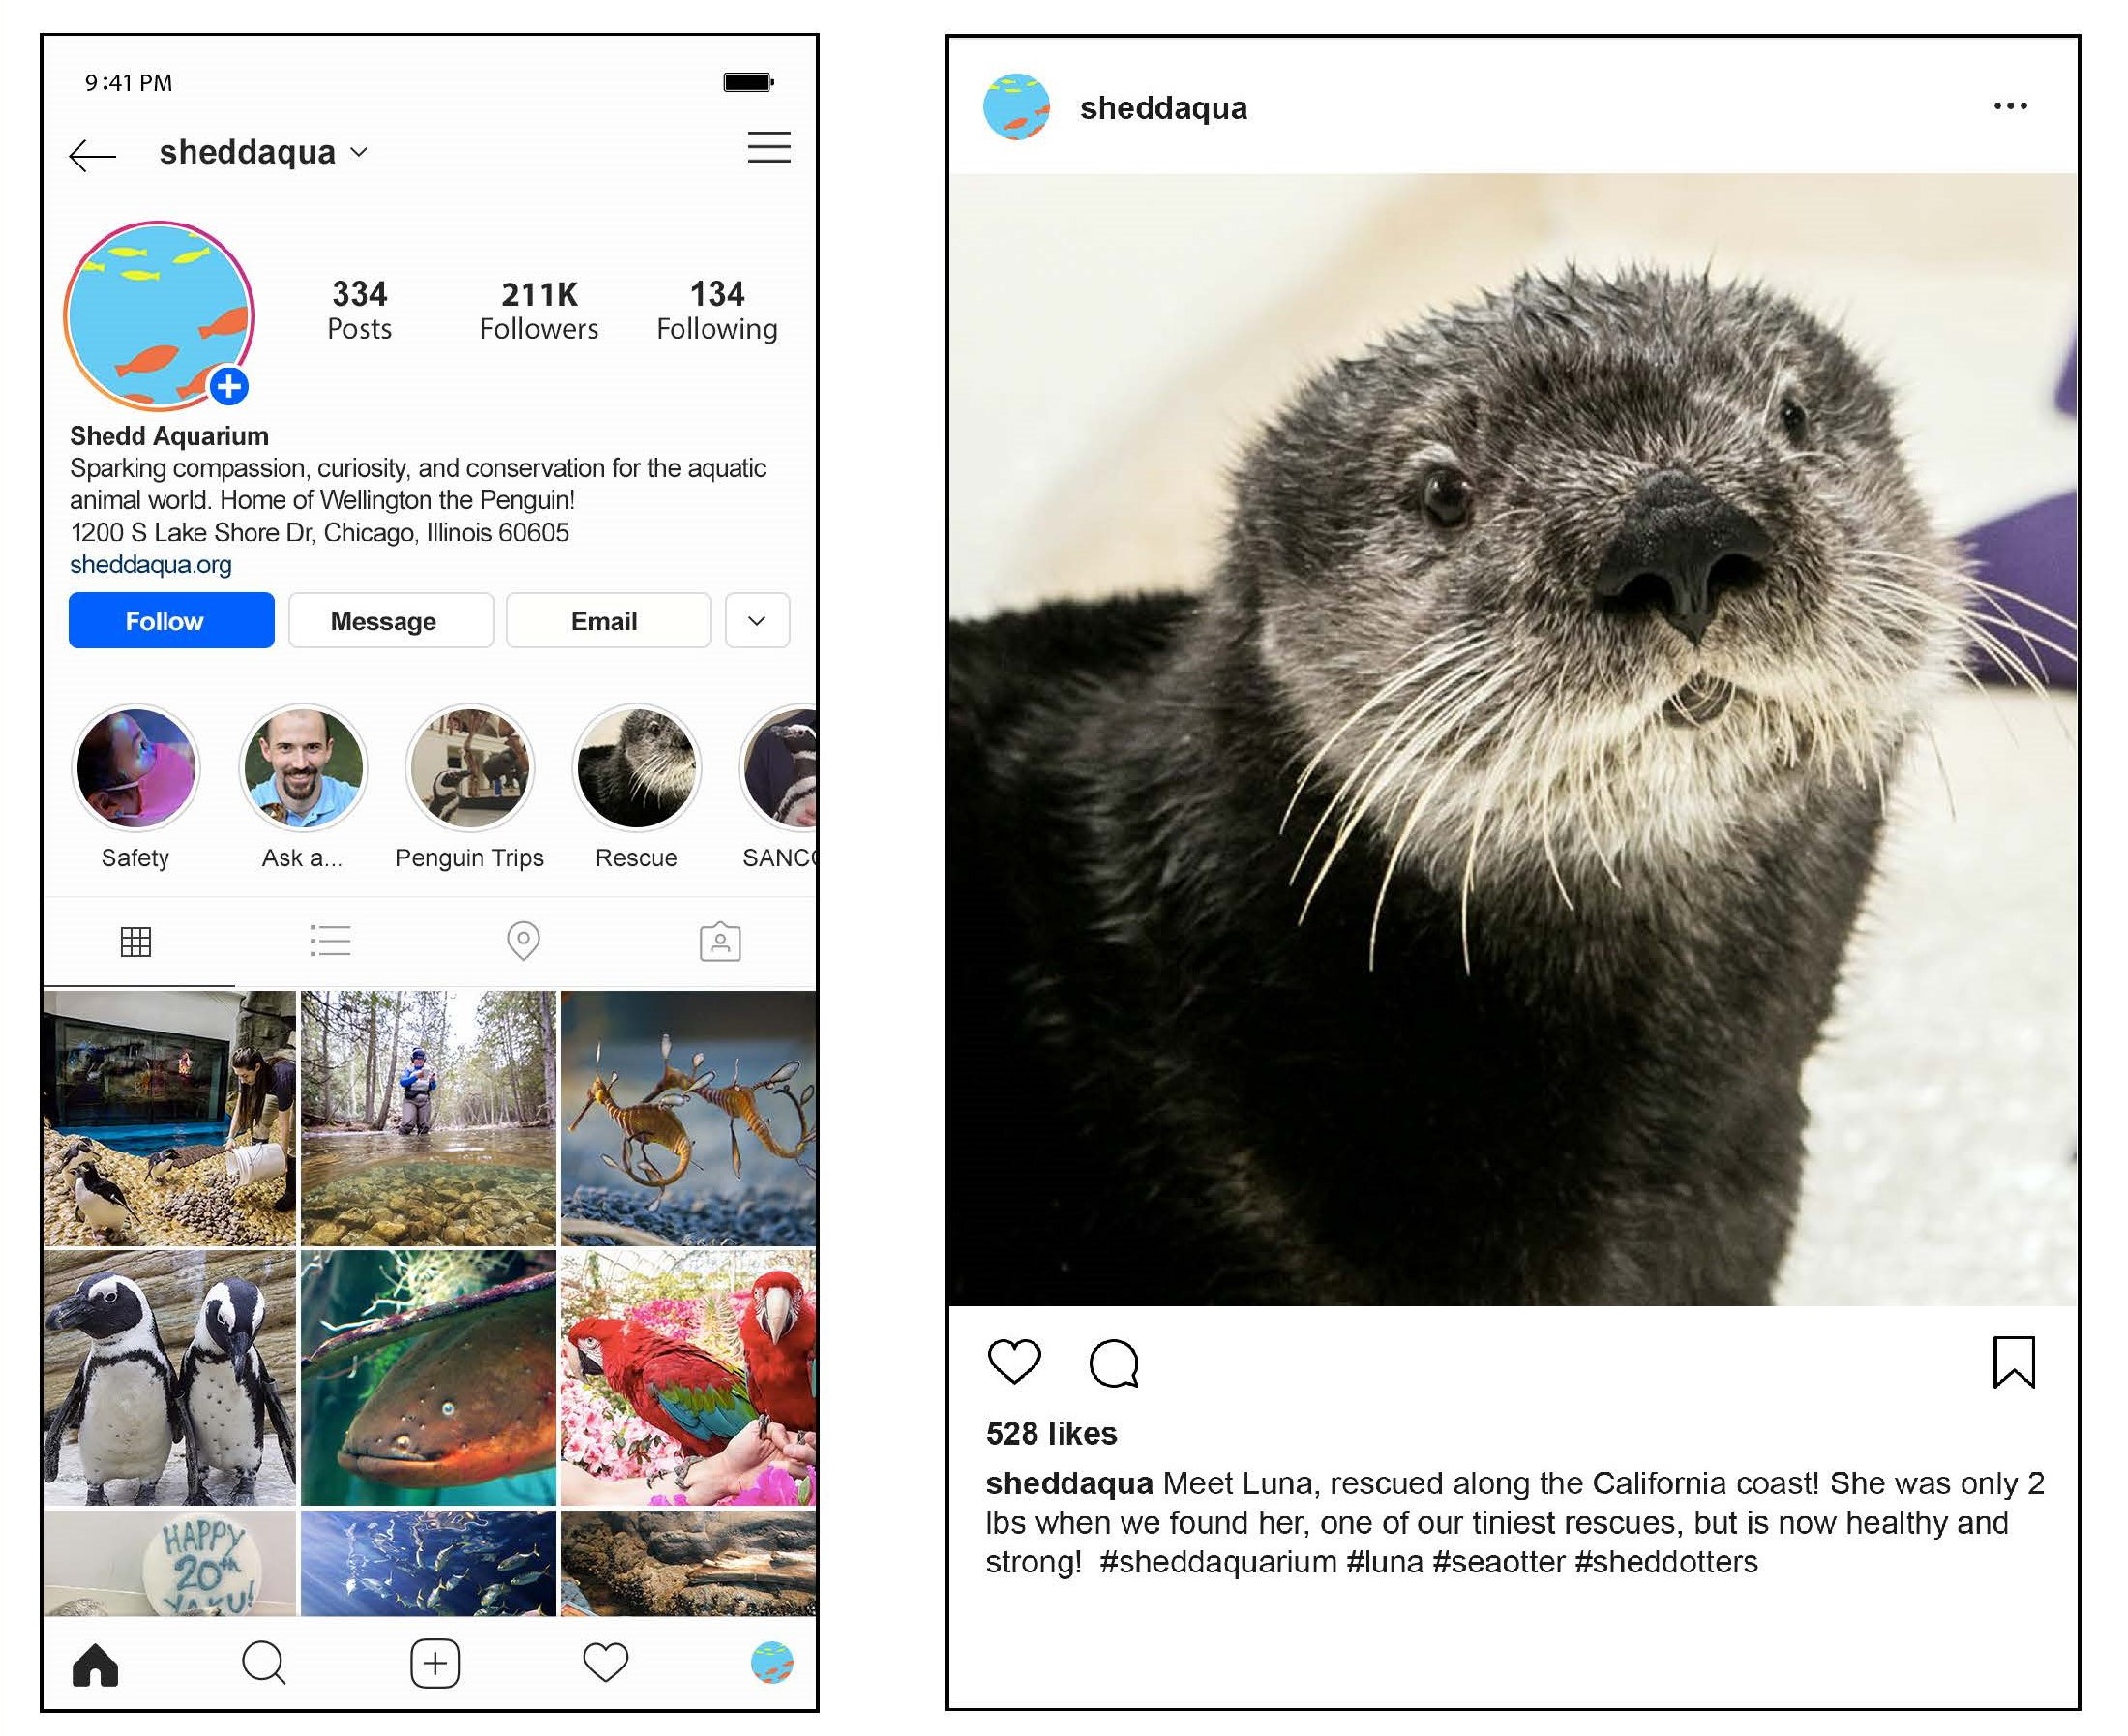 9:41 PM
sheddaqua
334
Posts
211K
Followers
134
Following
Shedd Aquarium
Sparking compassion, curiosity, and conservation for the aquatic
animal world. Home of Wellington the Penguin!
1200 S Lake Shore Dr, Chicago, Illinois 60605
sheddaqua.org
Follow
Message
Email
Safety
Ask a...
Penguin Trips
Rescue
HAPPY
20th
YAKU!
sheddaqua
528 likes
sheddaqua Meet Luna, rescued along the California coast! She was only 2
lbs when we found her, one of our tiniest rescues, but is now healthy and
strong! #sheddaquarium #luna #seaotter #sheddotters